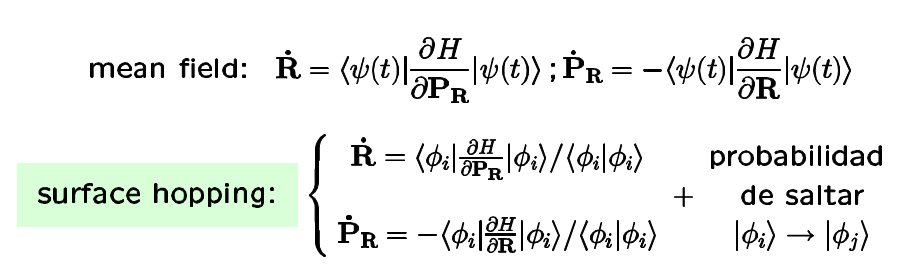 mean field: Ṙ = ⟨ψ(t)|∂H/∂P_R|ψ(t)⟩ ; Ṗ_R = −⟨ψ(t)|∂H/∂R|ψ(t)⟩
surface hopping: { Ṙ = ⟨ϕ_i|∂H/∂P_R|ϕ_i⟩/⟨ϕ_i|ϕ_i⟩
Ṗ_R = −⟨ϕ_i|∂H/∂R|ϕ_i⟩/⟨ϕ_i|ϕ_i⟩
+
probabilidad
de saltar
|ϕ_i⟩ → |ϕ_j⟩